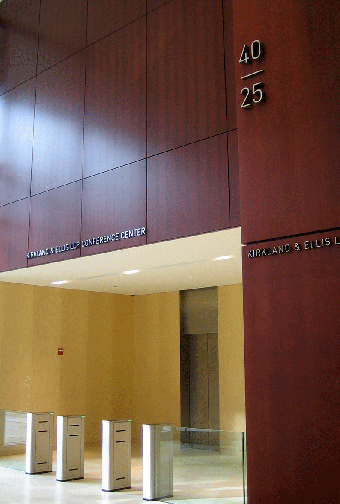 40
25
KIRKLAND & ELLIS LLP CONFERENCE CENTER
KIRKLAND & ELLIS L